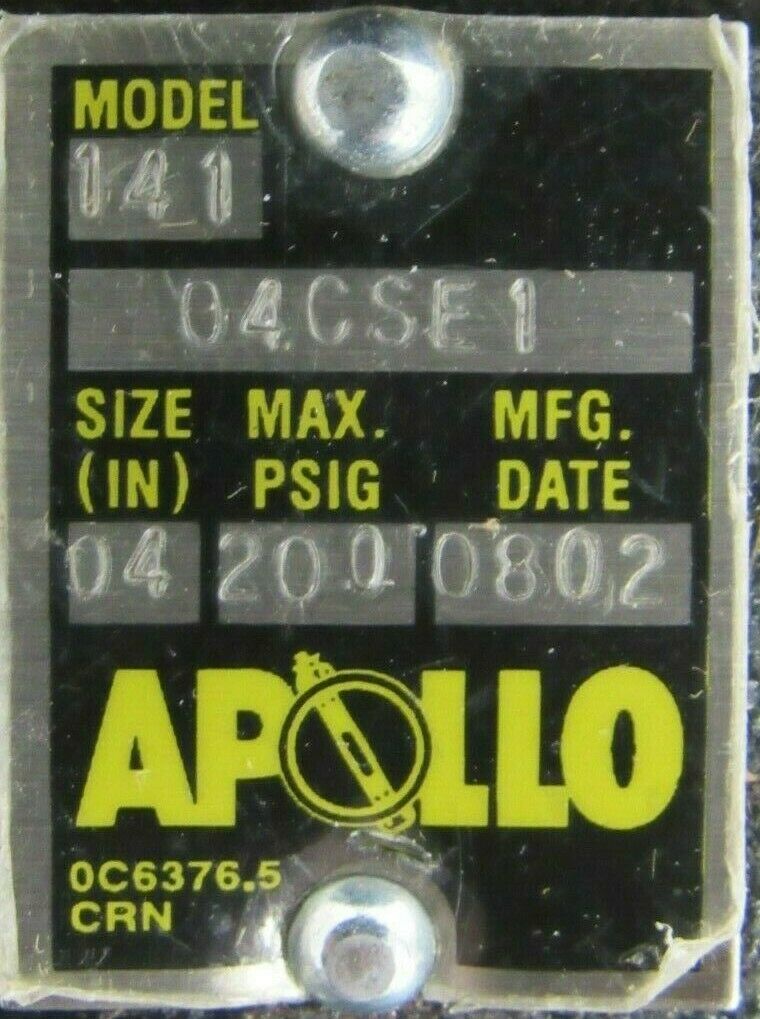 MODEL
141
04CSE1
SIZE MAX. MFG.
(IN) PSIG DATE
04 200 0802
APOLLO
0C6376.5
CRN